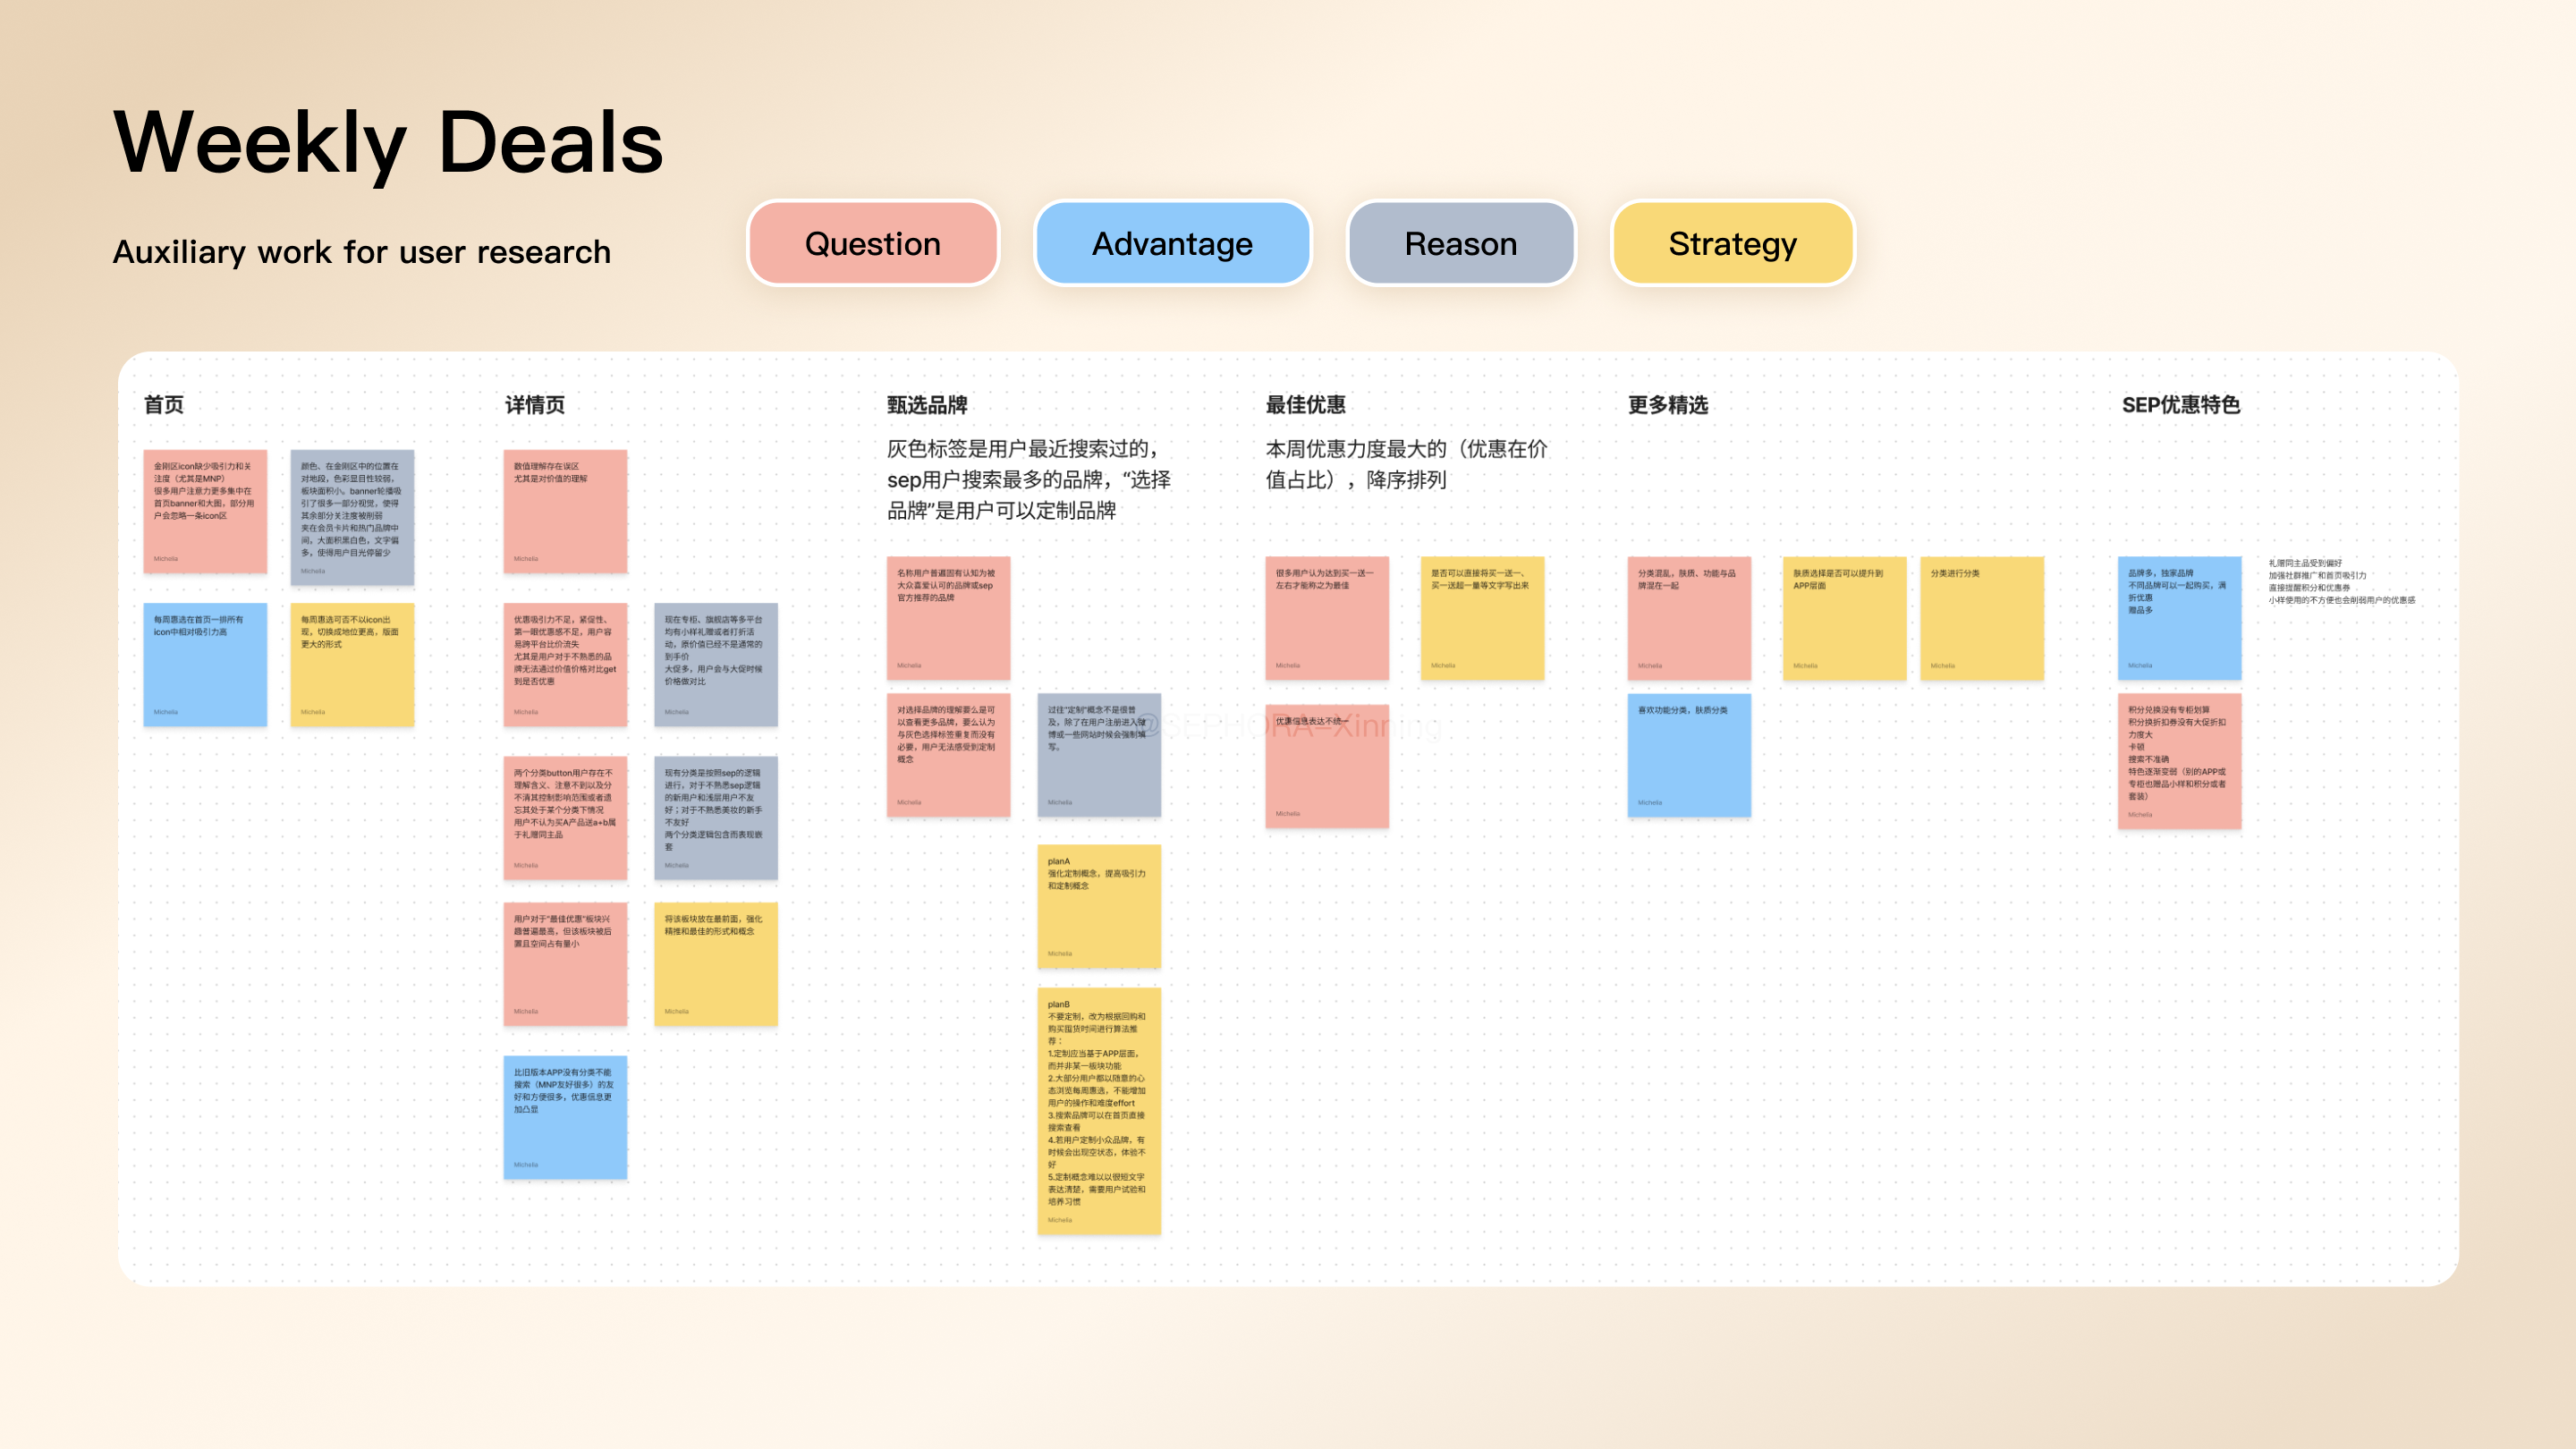 Weekly Deals
Auxiliary work for user research
Question
Advantage
Reason
Strategy
首页
金刚区icon缺少吸引力和关
注度（尤其是MNP）
很多用户注意力更多集中在
首页banner和大图，部分用
户会忽略一条icon区
Michelia
颜色、在金刚区中的位置在
对地段，色彩显目性较弱，
板块面积小。banner轮播吸
引了很多一部分视觉，使得
其余部分关注度被削弱
夹在会员卡片和热门品牌中
间，大面积黑白色，文字偏
多，使得用户目光停留少
Michelia
每周惠选在首页一排所有
icon中相对吸引力高
Michelia
每周惠选可否不以icon出
现，切换成地位更高，版面
更大的形式
Michelia
详情页
数值理解存在误区
尤其是对价值的理解
Michelia
优惠吸引力不足，紧促性、
第一眼优惠感不足，用户容
易跨平台比价流失
尤其是用户对于不熟悉的品
牌无法通过价值价格对比get
到是否优惠
Michelia
现在专柜、旗舰店等多平台
均有小样礼赠或者打折活
动，原价值已经不是通常的
到手价
大促多，用户会与大促时候
价格做对比
Michelia
两个分类button用户存在不
理解含义、注意不到以及分
不清其控制影响范围或者遗
忘其处于某个分类下情况
用户不认为买A产品送a+b属
于礼赠同主品
Michelia
现有分类是按照sep的逻辑
进行，对于不熟悉sep逻辑
的新用户和浅层用户不友
好；对于不熟悉美妆的新手
不友好
两个分类逻辑包含而表现嵌
套
Michelia
用户对于“最佳优惠”板块兴
趣普遍最高，但该板块被后
置且空间占有量小
Michelia
将该板块放在最前面，强化
精推和最佳的形式和概念
Michelia
比旧版本APP没有分类不能
搜索（MNP友好很多）的友
好和方便很多，优惠信息更
加凸显
Michelia
甄选品牌
灰色标签是用户最近搜索过的，
sep用户搜索最多的品牌，“选择
品牌”是用户可以定制品牌
名称用户普遍固有认知为被
大众喜爱认可的品牌或sep
官方推荐的品牌
Michelia
对选择品牌的理解要么是可
以查看更多品牌，要么认为
与灰色选择标签重复而没有
必要，用户无法感受到定制
概念
Michelia
过往“定制”概念不是很普
及，除了在用户注册进入微
博或一些网站时候会强制填
写。
Michelia
planA
强化定制概念，提高吸引力
和定制概念
Michelia
planB
不要定制，改为根据回购和
购买囤货时间进行算法推
荐：
1.定制应当基于APP层面，
而并非某一板块功能
2.大部分用户都以随意的心
态浏览每周惠选，不能增加
用户的操作和难度effort
3.搜索品牌可以在首页直接
搜索查看
4.若用户定制小众品牌，有
时候会出现空状态，体验不
好
5.定制概念难以以很短文字
表达清楚，需要用户试验和
培养习惯
Michelia
最佳优惠
本周优惠力度最大的（优惠在价
值占比），降序排列
很多用户认为达到买一送一
左右才能称之为最佳
Michelia
是否可以直接将买一送一、
买一送超一量等文字写出来
Michelia
优惠信息表达不统一
Michelia
更多精选
分类混乱，肤质、功能与品
牌混在一起
Michelia
肤质选择是否可以提升到
APP层面
Michelia
分类进行分类
Michelia
喜欢功能分类，肤质分类
Michelia
SEP优惠特色
品牌多，独家品牌
不同品牌可以一起购买，满
折优惠
赠品多
Michelia
礼赠同主品受到偏好
加强社群推广和首页吸引力
直接提醒积分和优惠券
小样使用的不方便也会削弱用户的优惠感
积分兑换没有专柜划算
积分换折扣券没有大促折扣
力度大
卡顿
搜索不准确
特色逐渐变弱（别的APP或
专柜也赠品小样和积分或者
套装）
Michelia